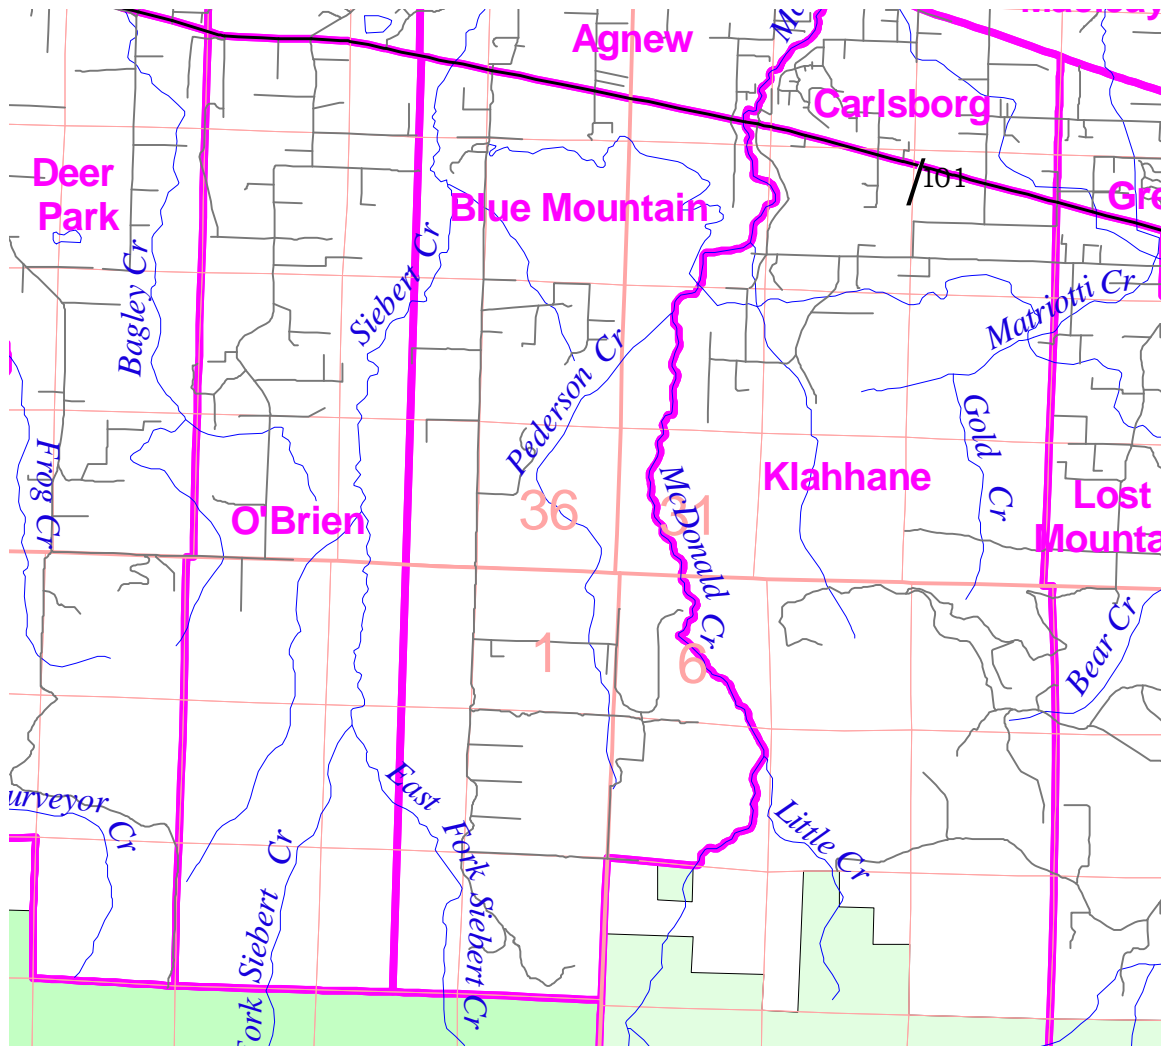 Agnew
Carlsborg
101
Deer
Park
Blue Mountain
Siebert Cr
Bagley Cr
Matriotti Cr
Pederson Cr
Gold Cr
Frog Cr
36
31
McDonald Cr
Klahhane
Lost
O'Brien
1
6
Bear Cr
East Fork Siebert Cr
Little Cr
Cr
Siebert Cr